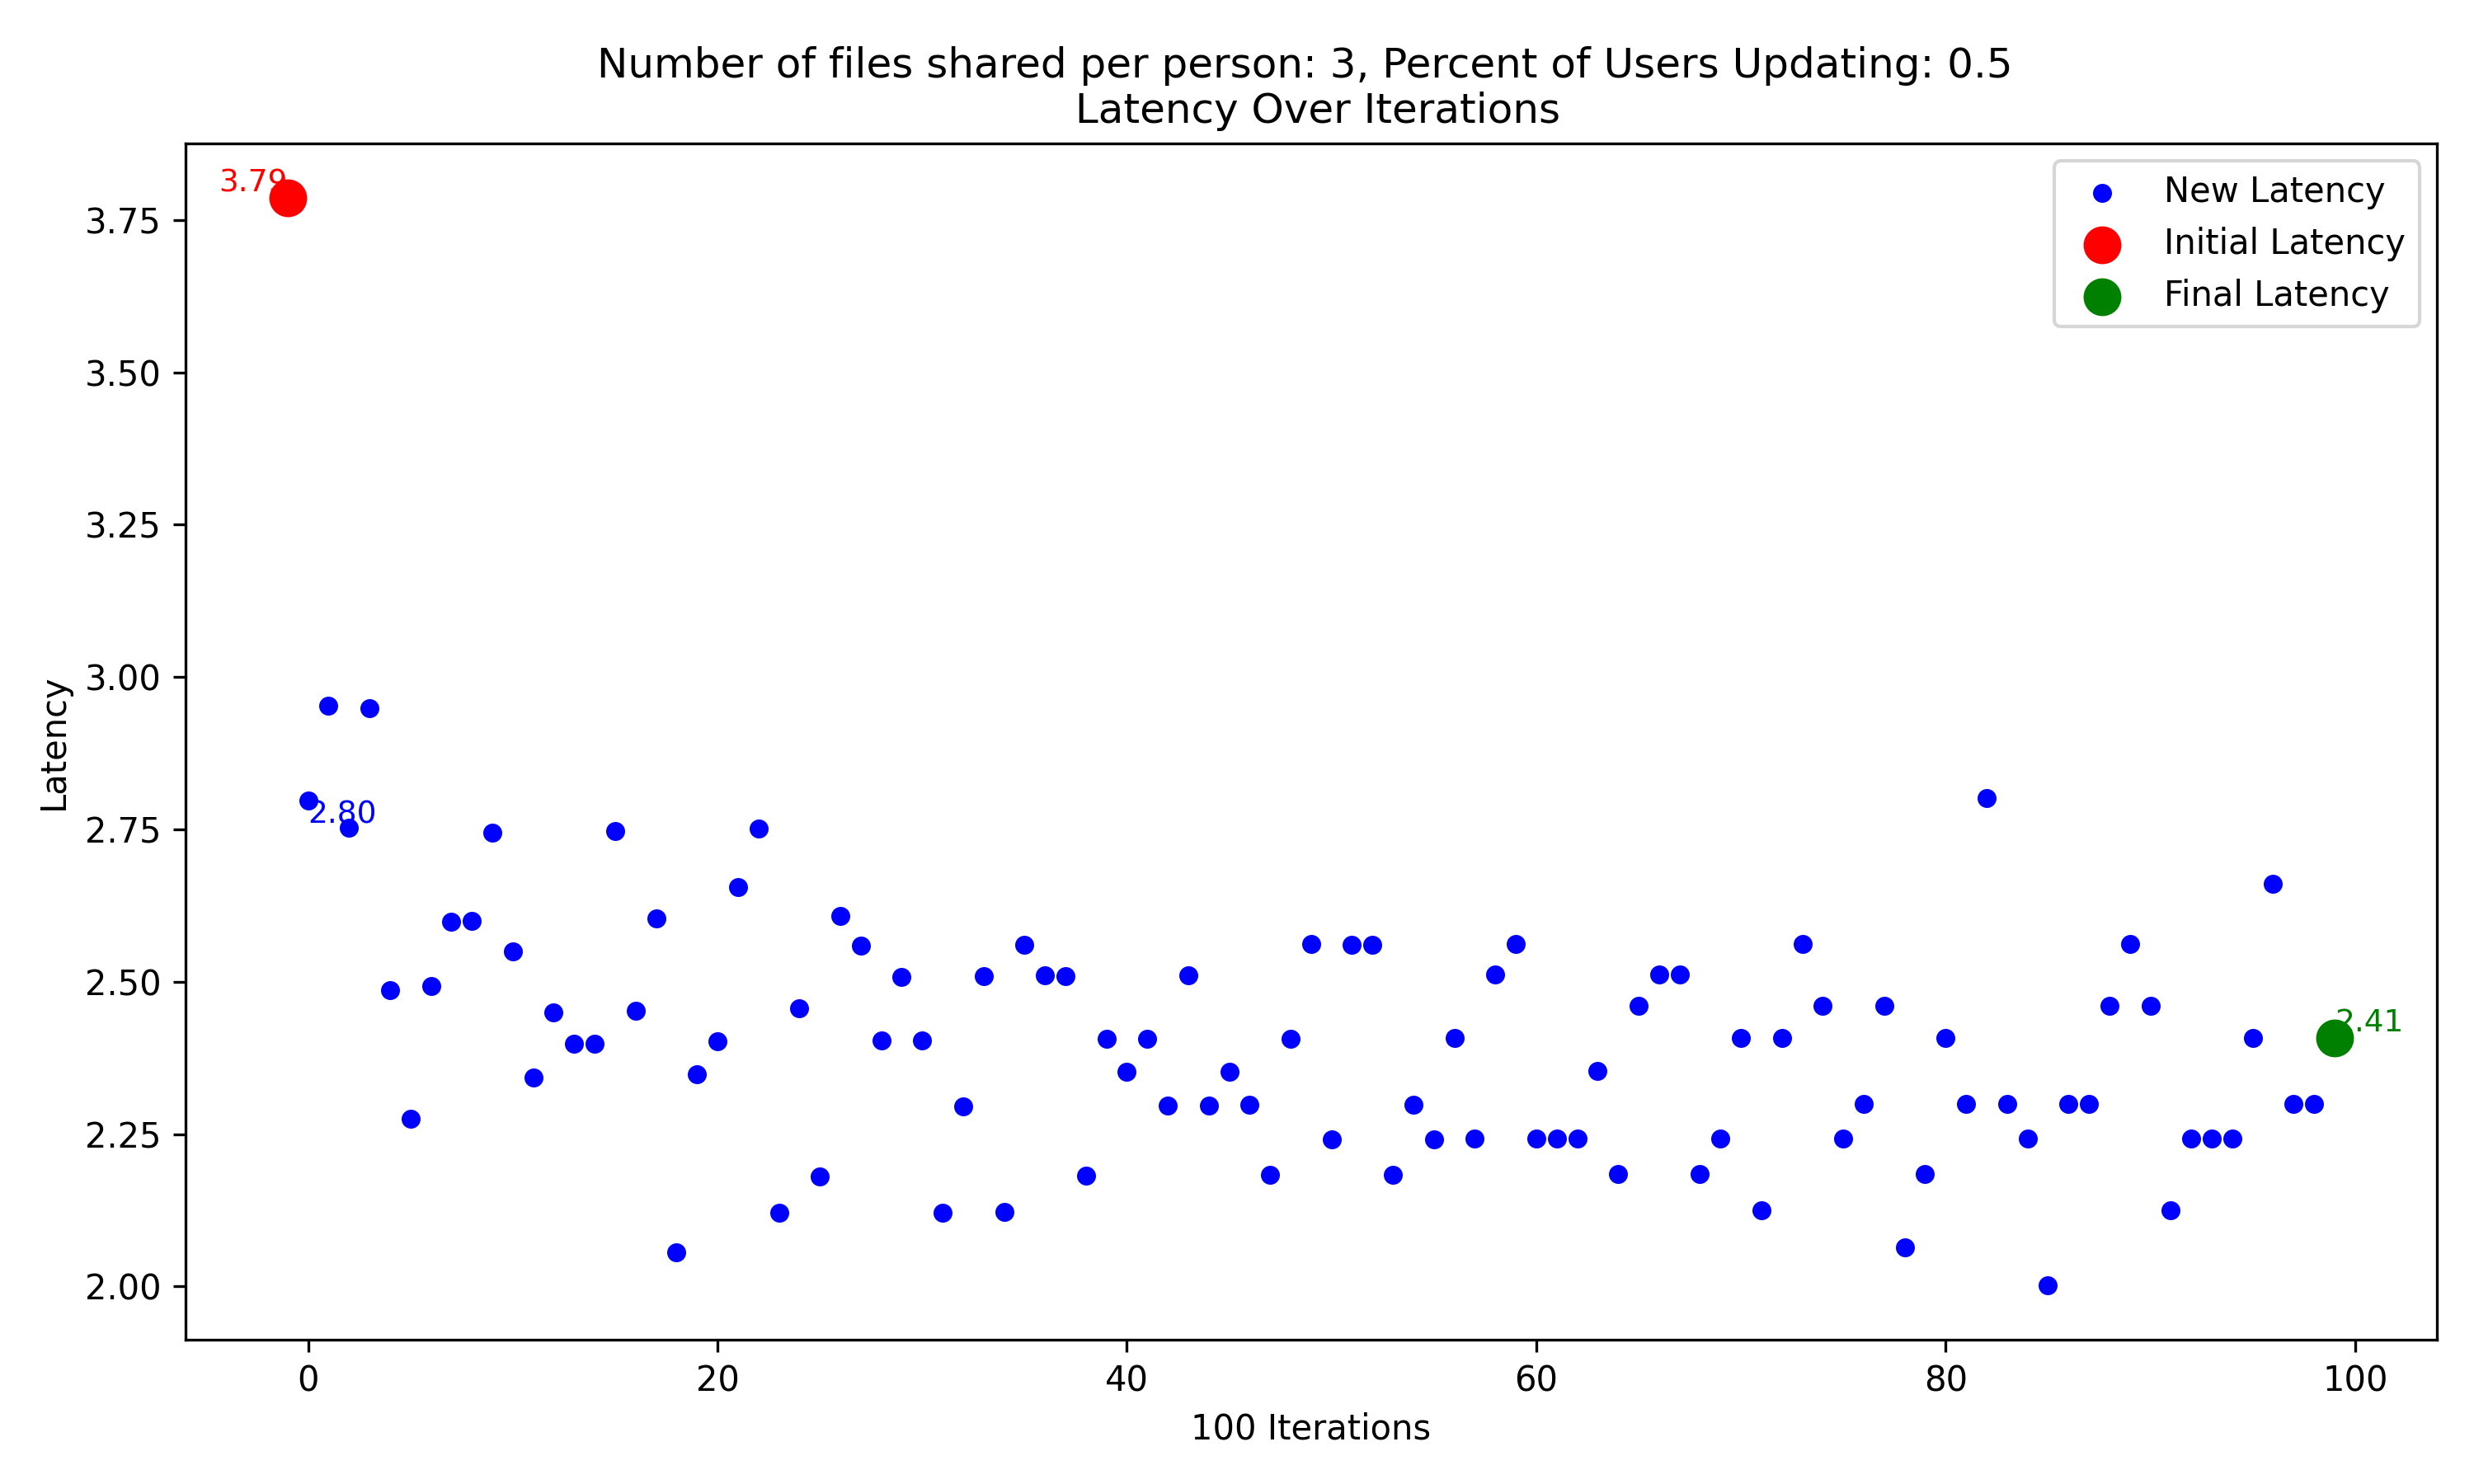 Number of files shared per person: 3, Percent of Users Updating: 0.5
Latency Over Iterations
3.79
New Latency
Initial Latency
Final Latency
3.75
3.50
3.25
3.00
2.75
2.50
2.25
2.00
Latency
2.80
2.41
0
20
40
60
80
100
100 Iterations